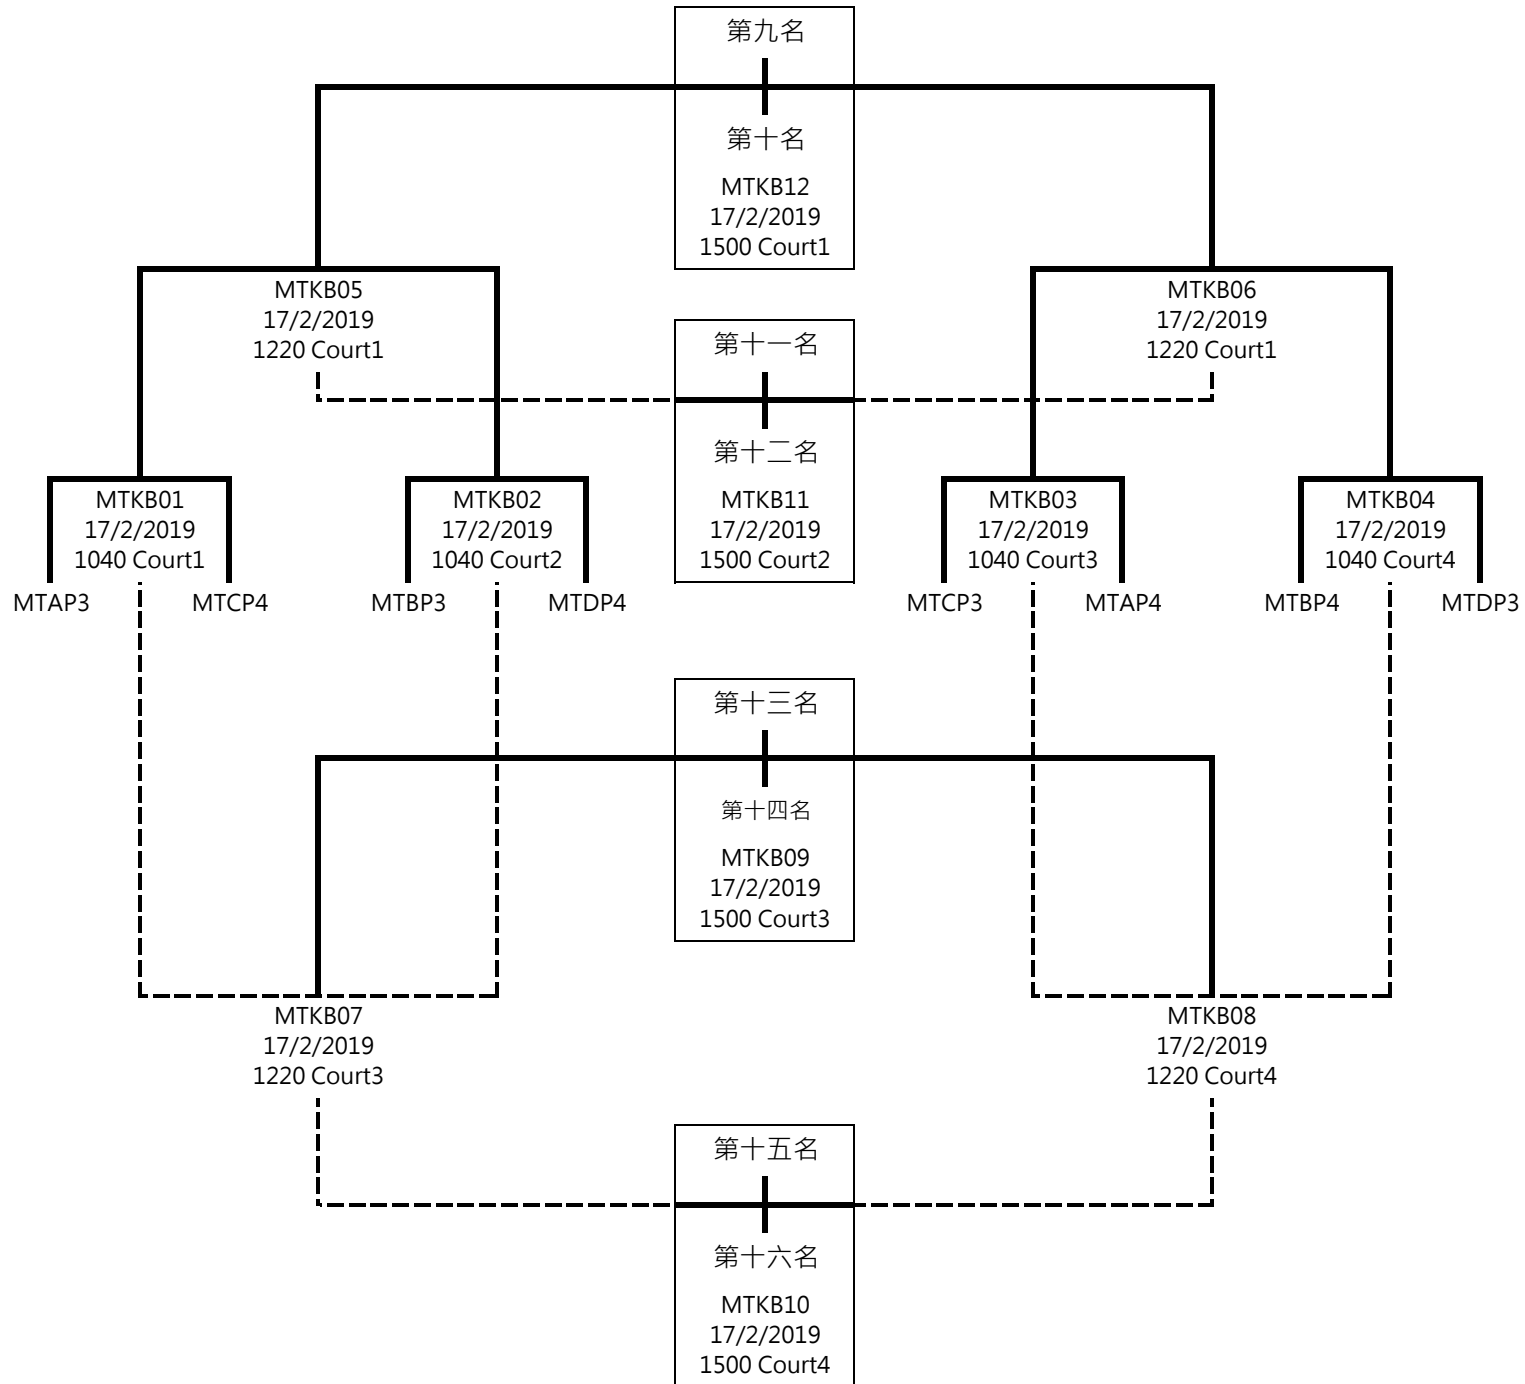 第九名
第十名
MTKB12
17/2/2019
1500 Court1
MTKB05
17/2/2019
1220 Court1
MTKB06
17/2/2019
1220 Court1
第十一名
第十二名
MTKB11
17/2/2019
1500 Court2
MTKB01
17/2/2019
1040 Court1
MTKB02
17/2/2019
1040 Court2
MTKB03
17/2/2019
1040 Court3
MTKB04
17/2/2019
1040 Court4
MTAP3
MTCP4
MTBP3
MTDP4
MTCP3
MTAP4
MTBP4
MTDP3
第十三名
第十四名
MTKB09
17/2/2019
1500 Court3
MTKB07
17/2/2019
1220 Court3
MTKB08
17/2/2019
1220 Court4
第十五名
第十六名
MTKB10
17/2/2019
1500 Court4